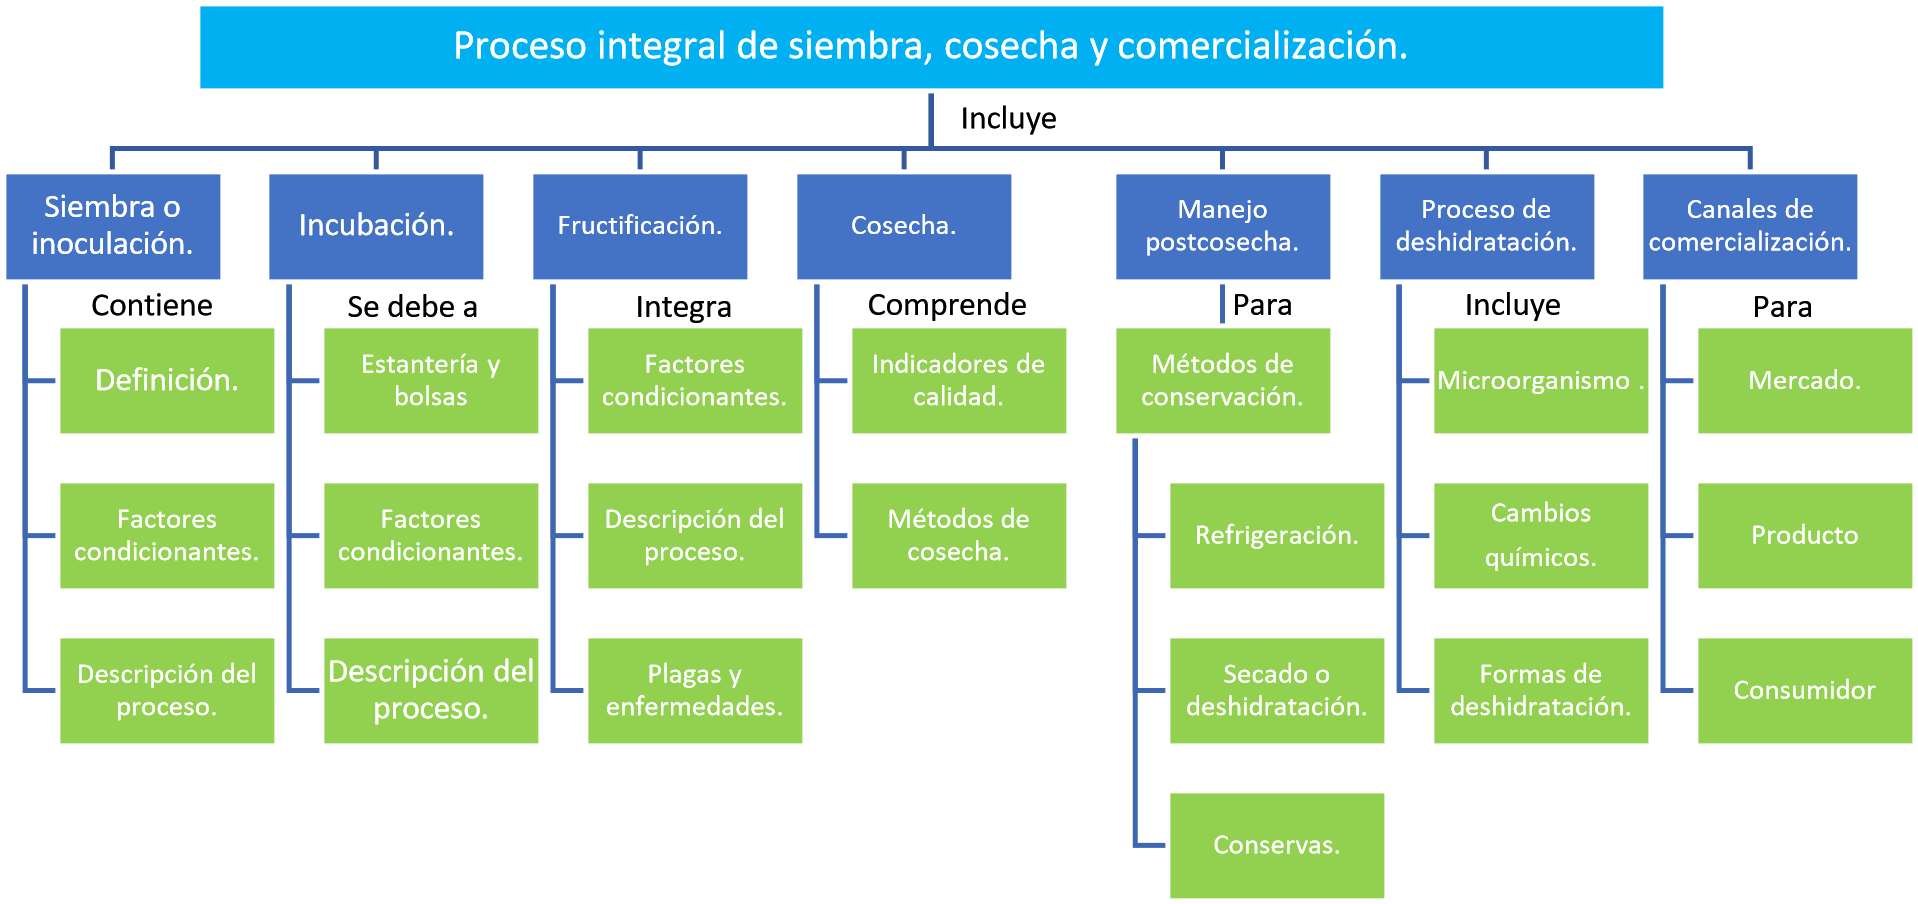 Proceso integral de siembra, cosecha y comercialización.
Incluye
Siembra o
inoculación.
Contiene
Definición.
Factores
condicionantes.
Descripción del
proceso.
Incubación.
Se debe a
Estantería y
bolsas
Factores
condicionantes.
Descripción del
proceso.
Fructificación.
Integra
Factores
condicionantes.
Descripción del
proceso.
Plagas y
enfermedades.
Cosecha.
Comprende
Indicadores de
calidad.
Métodos de
cosecha.
Manejo
postcosecha.
Para
Métodos de
conservación.
Refrigeración.
Secado o
deshidratación.
Conservas.
Proceso de
deshidratación.
Incluye
Microorganismo .
Cambios
químicos.
Formas de
deshidratación.
Canales de
comercialización.
Para
Mercado.
Producto
Consumidor